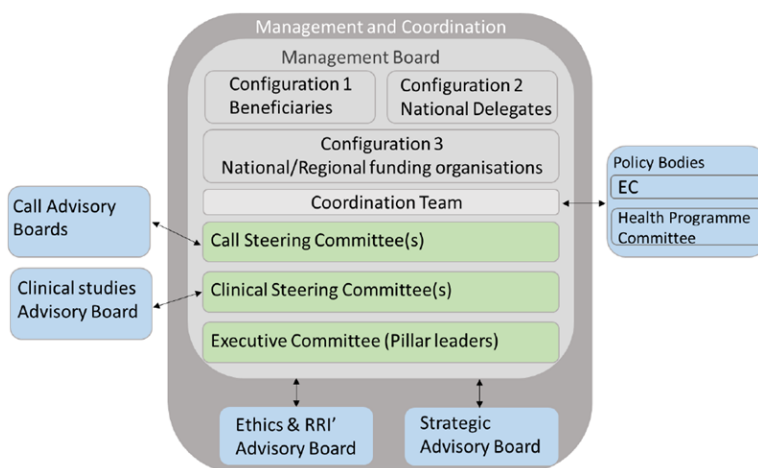 Management and Coordination
Management Board
Configuration 1
Beneficiaries
Configuration 2
National Delegates
Configuration 3
National/Regional funding organisations
Coordination Team
Call Steering Committee(s)
Clinical Steering Committee(s)
Executive Committee (Pillar leaders)
Call Advisory
Boards
Clinical studies
Advisory Board
Policy Bodies
EC
Health Programme
Committee
Ethics & RRI’
Advisory Board
Strategic
Advisory Board